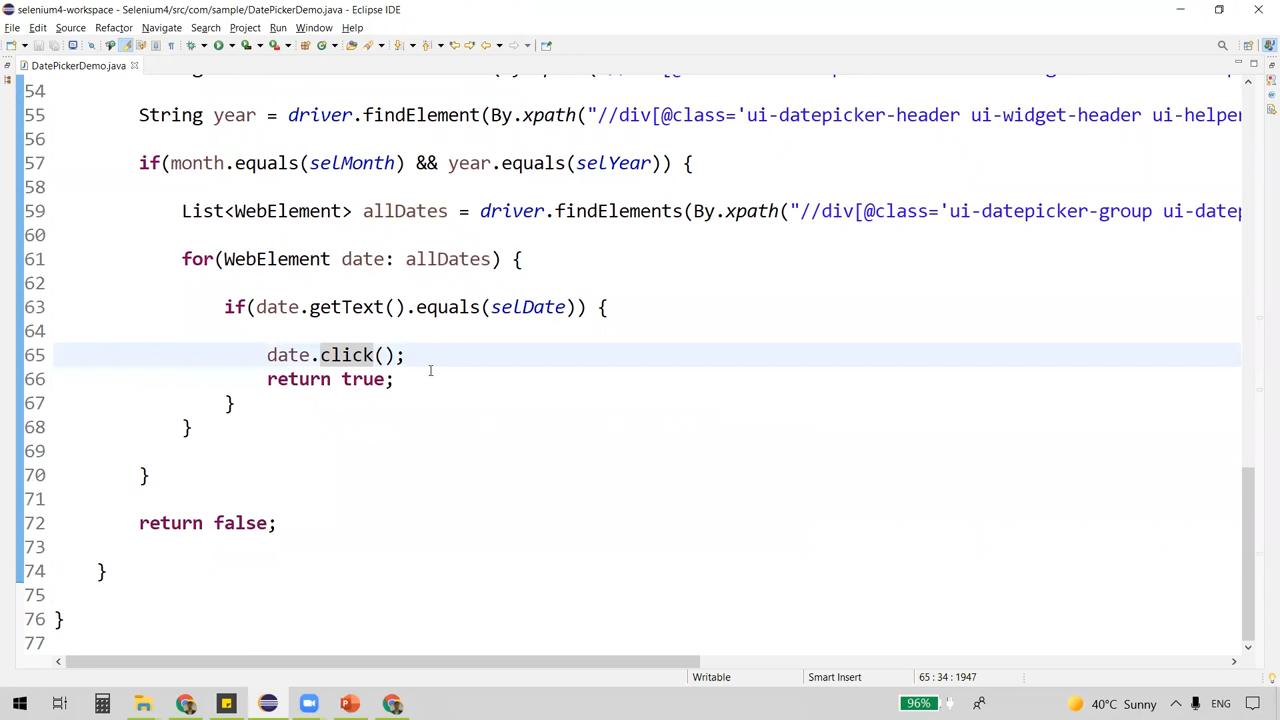 selenium4-workspace - Selenium4/src/com/sample/DatePickerDemo.java - Eclipse IDE
File Edit Source Refactor Navigate Search Project Run Window Help
DatePickerDemo.java
54
55 String year = driver.findElement(By.xpath("//div[@class='ui-datepicker-header ui-widget-header ui-helper
56
57 if(month.equals(selMonth) && year.equals(selYear)) {
58
59 List<WebElement> allDates = driver.findElements(By.xpath("//div[@class='ui-datepicker-group ui-datep
60
61 for(WebElement date: allDates) {
62
63 if(date.getText().equals(selDate)) {
64
65 date.click();
66 return true;
67 }
68 }
69
70 }
71
72 return false;
73
74 }
75
76 }
77
Writable Smart Insert 65 : 34 : 1947
96% 40°C Sunny ENG